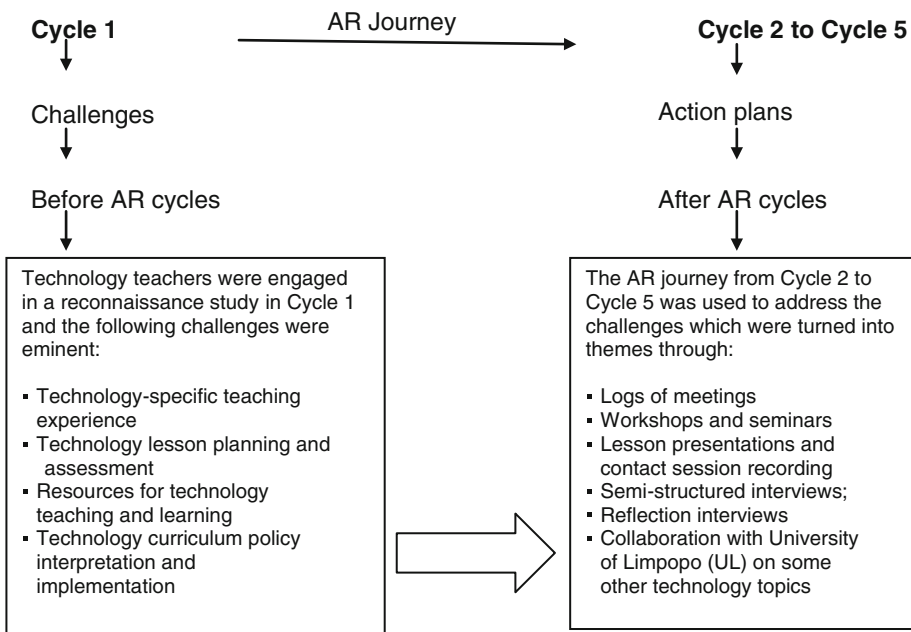 Cycle 1
AR Journey
Cycle 2 to Cycle 5
Challenges
Action plans
Before AR cycles
After AR cycles
Technology teachers were engaged
in a reconnaissance study in Cycle 1
and the following challenges were
eminent:
▪ Technology-specific teaching
experience
▪ Technology lesson planning and
assessment
▪ Resources for technology
teaching and learning
▪ Technology curriculum policy
interpretation and
implementation
The AR journey from Cycle 2 to
Cycle 5 was used to address the
challenges which were turned into
themes through:
▪ Logs of meetings
▪ Workshops and seminars
▪ Lesson presentations and
contact session recording
▪ Semi-structured interviews;
▪ Reflection interviews
▪ Collaboration with University
of Limpopo (UL) on some
other technology topics